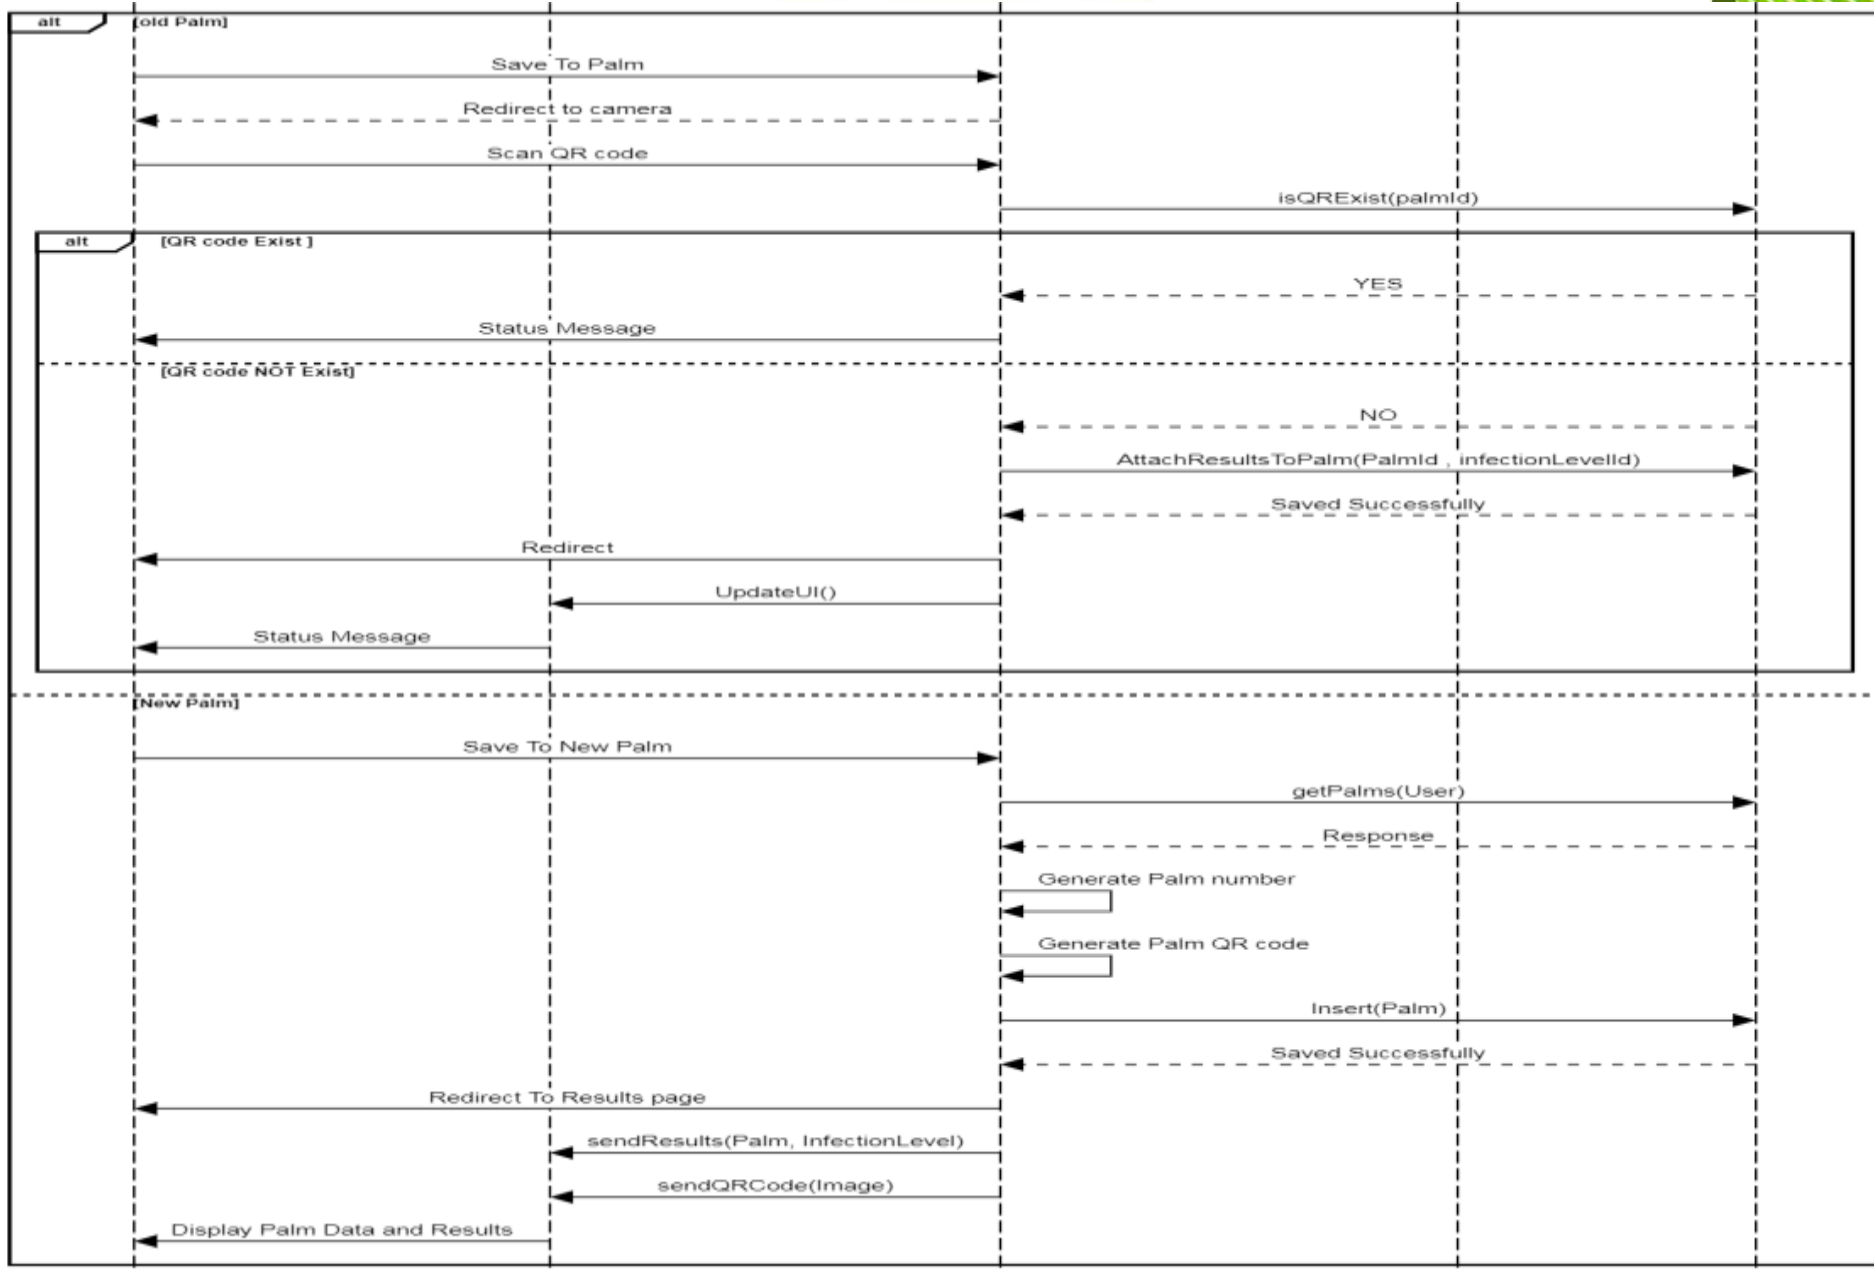 alt
[old Palm]
Save To Palm
Redirect to camera
Scan QR code
isQRExist(palmId)
alt
[QR code Exist ]
YES
Status Message
[QR code NOT Exist]
NO
AttachResultsToPalm(PalmId , infectionLevelId)
Saved Successfully
Redirect
UpdateUI()
Status Message
[New Palm]
Save To New Palm
getPalms(User)
Response
Generate Palm number
Generate Palm QR code
Insert(Palm)
Saved Successfully
Redirect To Results page
sendResults(Palm, InfectionLevel)
sendQRCode(Image)
Display Palm Data and Results